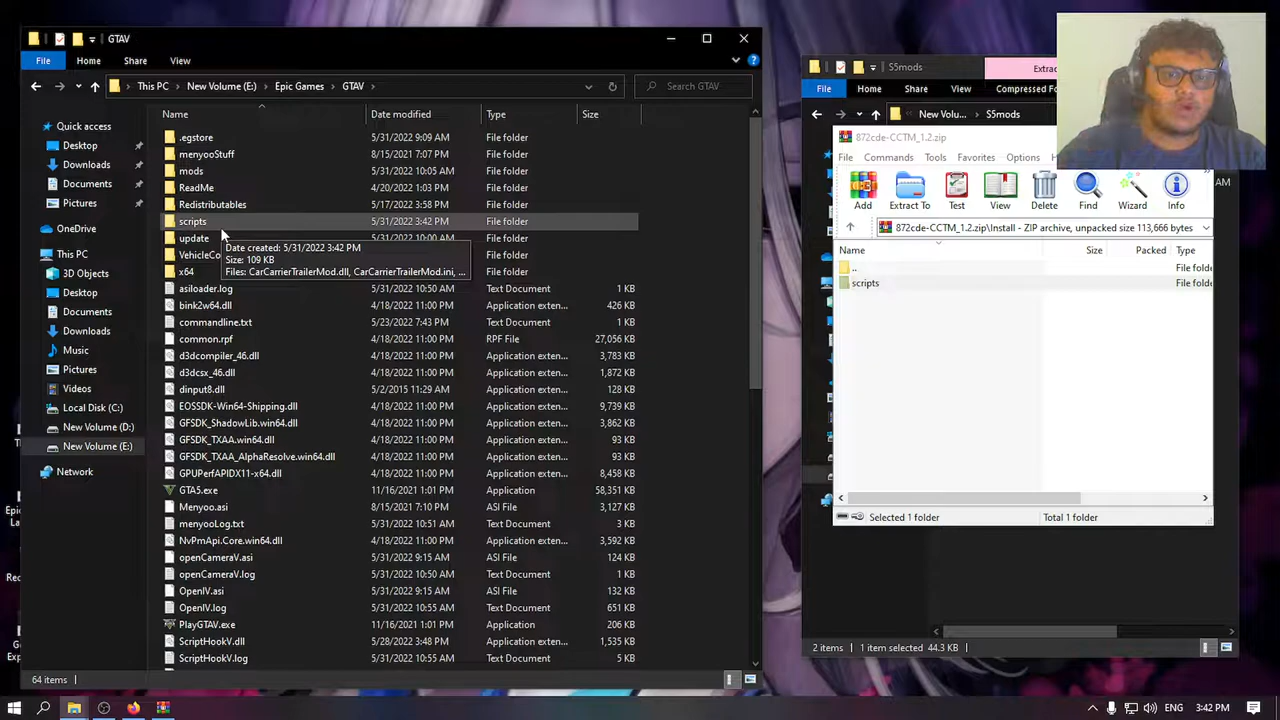 GTAV
File
Home
Share
View
This PC
New Volume (E:)
Epic Games
GTAV
Search GTAV
Name
Date modified
Type
Size
Quick access
Desktop
Downloads
Documents
Pictures
OneDrive
This PC
3D Objects
Desktop
Documents
Downloads
Music
Pictures
Videos
Local Disk (C:)
New Volume (D:)
New Volume (E:)
Network
.egstore 5/31/2022 9:09 AM File folder
menyooStuff 8/15/2021 7:07 PM File folder
mods 5/31/2022 10:05 AM File folder
ReadMe 4/20/2022 1:03 PM File folder
Redistributables 5/17/2022 3:58 PM File folder
scripts 5/31/2022 3:42 PM File folder
update 5/31/2022 10:00 AM File folder
VehicleCo
x64
Date created: 5/31/2022 3:42 PM
Size: 109 KB
Files: CarCarrierTrailerMod.dll, CarCarrierTrailerMod.ini, ...
asiloader.log 5/31/2022 10:50 AM Text Document 1 KB
bink2w64.dll 4/18/2022 11:00 PM Application exten... 426 KB
commandline.txt 5/23/2022 7:43 PM Text Document 1 KB
common.rpf 4/18/2022 11:00 PM RPF File 27,056 KB
d3dcompiler_46.dll 4/18/2022 11:00 PM Application exten... 3,783 KB
d3dcsx_46.dll 4/18/2022 11:00 PM Application exten... 1,872 KB
dinput8.dll 5/2/2015 11:29 AM Application exten... 128 KB
EOSSDK-Win64-Shipping.dll 4/18/2022 11:00 PM Application exten... 9,739 KB
GFSDK_ShadowLib.win64.dll 4/18/2022 11:00 PM Application exten... 3,862 KB
GFSDK_TXAA.win64.dll 4/18/2022 11:00 PM Application exten... 93 KB
GFSDK_TXAA_AlphaResolve.win64.dll 4/18/2022 11:00 PM Application exten... 93 KB
GPUPerfAPIDX11-x64.dll 4/18/2022 11:00 PM Application exten... 8,458 KB
GTA5.exe 11/16/2021 1:01 PM Application 58,351 KB
Menyoo.asi 8/15/2021 7:10 PM ASI File 3,127 KB
menyooLog.txt 5/31/2022 10:51 AM Text Document 3 KB
NvPmApi.Core.win64.dll 4/18/2022 11:00 PM Application exten... 3,592 KB
openCameraV.asi 5/31/2022 9:15 AM ASI File 124 KB
openCameraV.log 5/31/2022 10:50 AM Text Document 1 KB
OpenIV.asi 5/31/2022 9:15 AM ASI File 132 KB
OpenIV.log 5/31/2022 10:55 AM Text Document 651 KB
PlayGTAV.exe 11/16/2021 1:01 PM Application 206 KB
ScriptHookV.dll 5/28/2022 3:48 PM Application exten... 1,535 KB
ScriptHookV.log 5/31/2022 10:55 AM Text Document 5 KB
64 items
S5mods
Extrac
File
Home
Share
View
Compressed Fo
New Volu...
S5mods
872cde-CCTM_1.2.zip
File
Commands
Tools
Favorites
Options
Add
Extract To
Test
View
Delete
Find
Wizard
Info
AM
872cde-CCTM_1.2.zip\Install - ZIP archive, unpacked size 113,666 bytes
Name
Size
Packed
Type
.. File folde
scripts File folde
Selected 1 folder
Total 1 folder
2 items
1 item selected 44.3 KB
ENG
3:42 PM